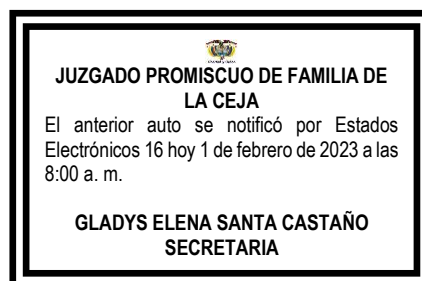 JUZGADO PROMISCUO DE FAMILIA DE
LA CEJA
El anterior auto se notificó por Estados
Electrónicos 16 hoy 1 de febrero de 2023 a las
8:00 a. m.
GLADYS ELENA SANTA CASTAÑO
SECRETARIA